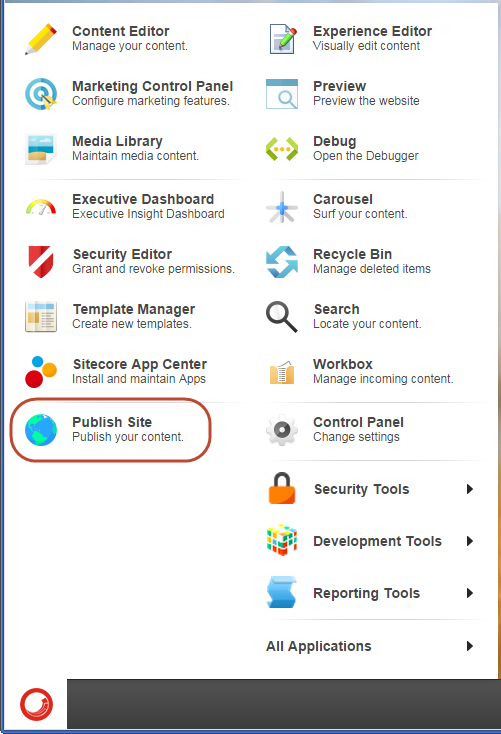 Content Editor
Manage your content.
Marketing Control Panel
Configure marketing features.
Media Library
Maintain media content.
Executive Dashboard
Executive Insight Dashboard
Security Editor
Grant and revoke permissions.
Template Manager
Create new templates.
Sitecore App Center
Install and maintain Apps
Publish Site
Publish your content.
Experience Editor
Visually edit content
Preview
Preview the website
Debug
Open the Debugger
Carousel
Surf your content.
Recycle Bin
Manage deleted items
Search
Locate your content.
Workbox
Manage incoming content.
Control Panel
Change settings
Security Tools
Development Tools
Reporting Tools
All Applications